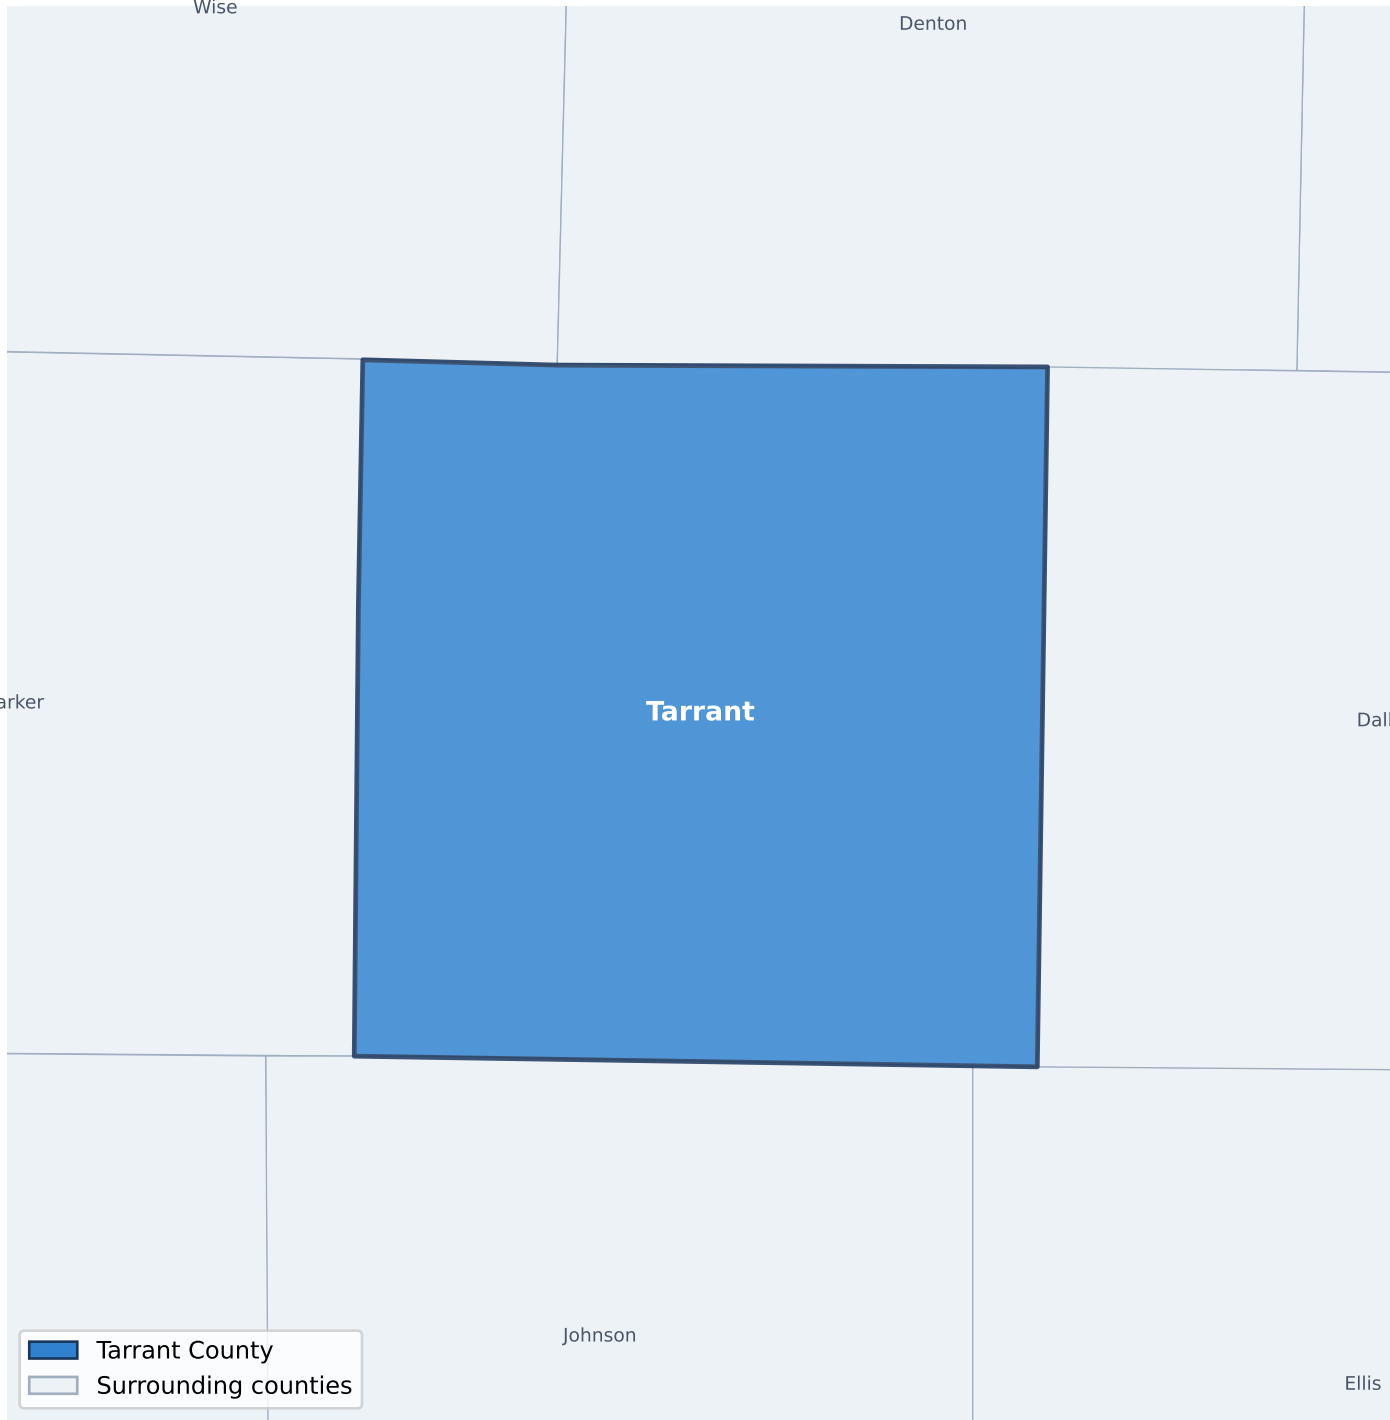 Wise
Denton
Tarrant
arker
Dall
Johnson
Ellis
Tarrant County
Surrounding counties